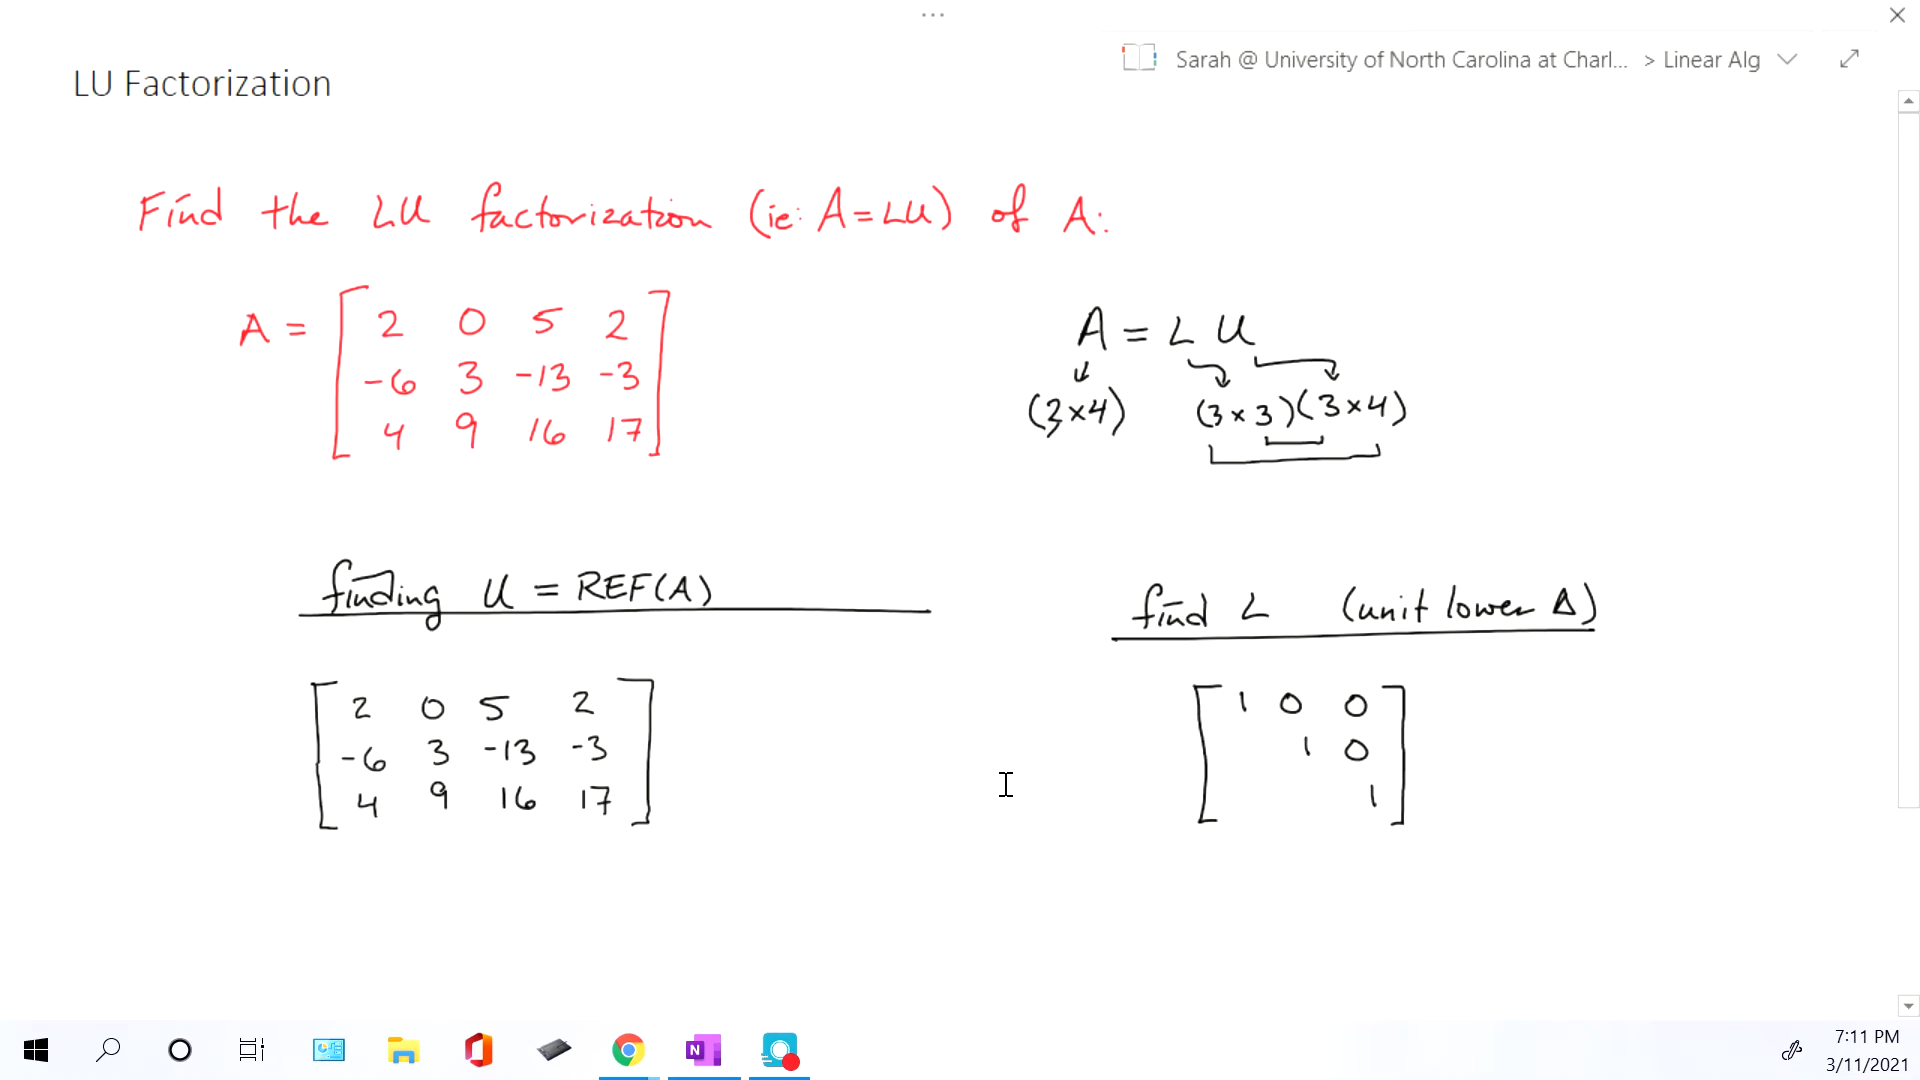 Sarah @ University of North Carolina at Charl... > Linear Alg
LU Factorization
Find the LU factorization (ie: A=LU) of A:
A = [ 2 0 5 2
-6 3 -13 -3
4 9 16 17 ]
A = L U
(3×4) (3×3)(3×4)
finding U = REF(A)
find L (unit lower Δ)
[ 2 0 5 2
-6 3 -13 -3
4 9 16 17 ]
[ 1 0 0
1 0
1 ]
N
7:11 PM
3/11/2021